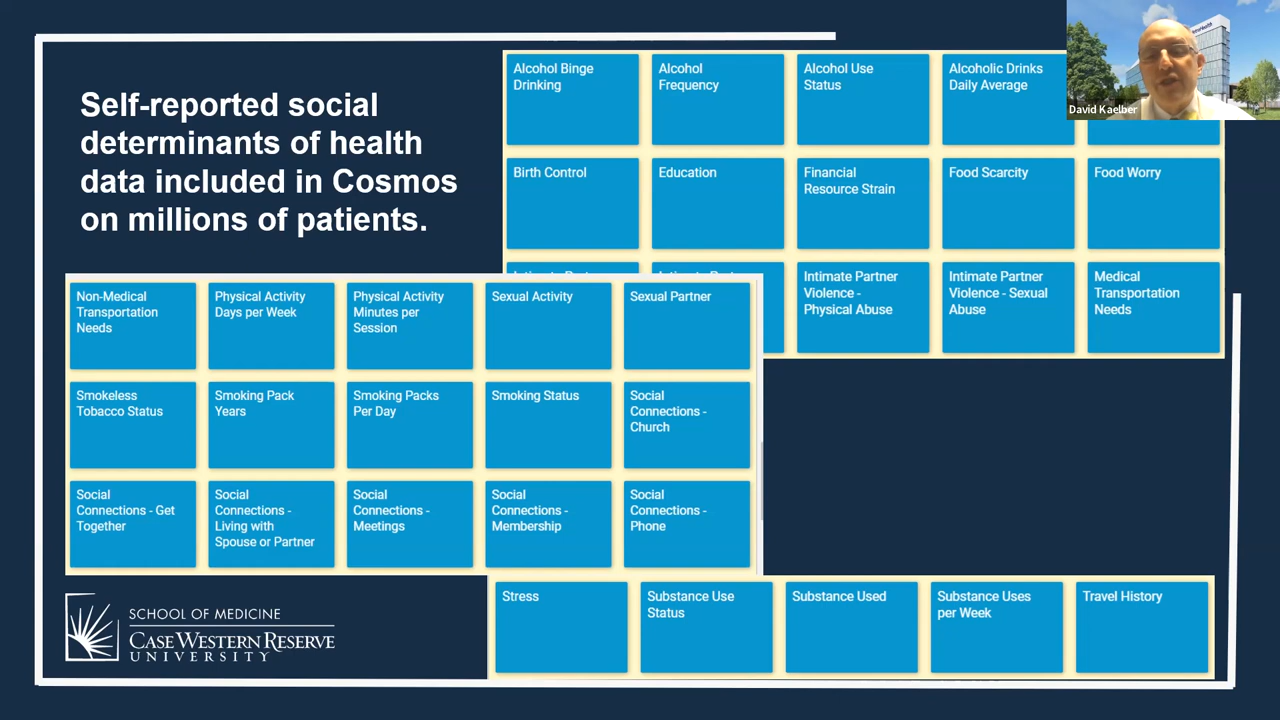 Self-reported social
determinants of health
data included in Cosmos
on millions of patients.
Alcohol Binge
Drinking
Alcohol
Frequency
Alcohol Use
Status
Alcoholic Drinks
Daily Average
David Kaelber
Birth Control
Education
Financial
Resource Strain
Food Scarcity
Food Worry
Intimate Partner
Violence -
Physical Abuse
Intimate Partner
Violence - Sexual
Abuse
Medical
Transportation
Needs
Non-Medical
Transportation
Needs
Physical Activity
Days per Week
Physical Activity
Minutes per
Session
Sexual Activity
Sexual Partner
Smokeless
Tobacco Status
Smoking Pack
Years
Smoking Packs
Per Day
Smoking Status
Social
Connections -
Church
Social
Connections - Get
Together
Social
Connections -
Living with
Spouse or Partner
Social
Connections -
Meetings
Social
Connections -
Membership
Social
Connections -
Phone
Stress
Substance Use
Status
Substance Used
Substance Uses
per Week
Travel History
SCHOOL OF MEDICINE
CASE WESTERN RESERVE
UNIVERSITY